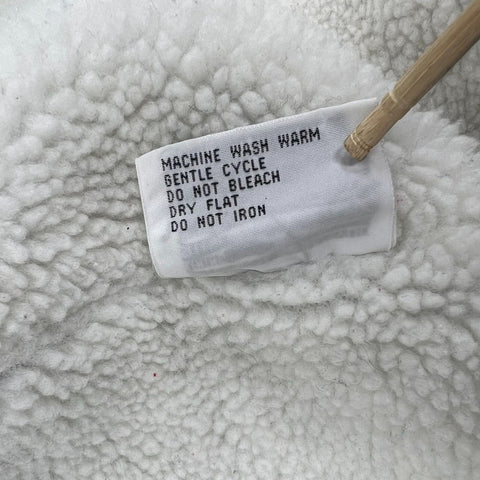 MACHINE WASH WARM
GENTLE CYCLE
DO NOT BLEACH
DRY FLAT
DO NOT IRON